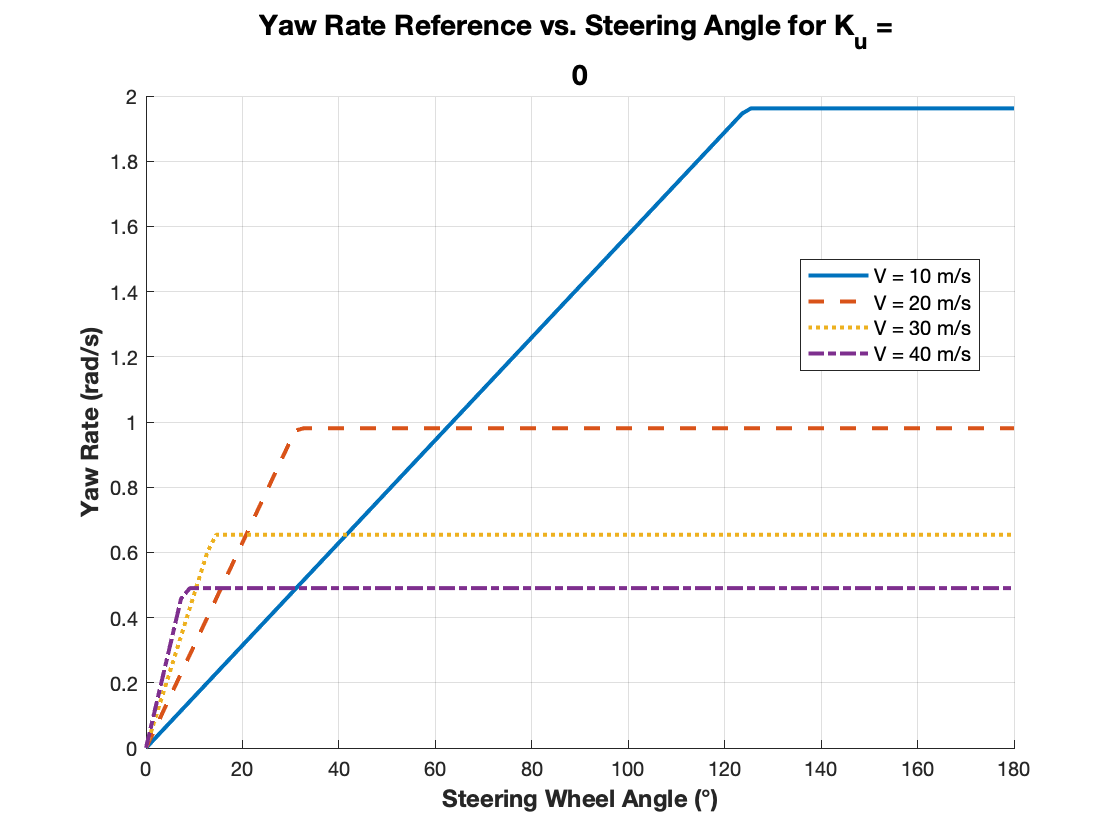 Yaw Rate Reference vs. Steering Angle for K_u =
0
2
1.8
1.6
1.4
1.2
1
0.8
0.6
0.4
0.2
0
Yaw Rate (rad/s)
V = 10 m/s
V = 20 m/s
V = 30 m/s
V = 40 m/s
0 20 40 60 80 100 120 140 160 180
Steering Wheel Angle (°)